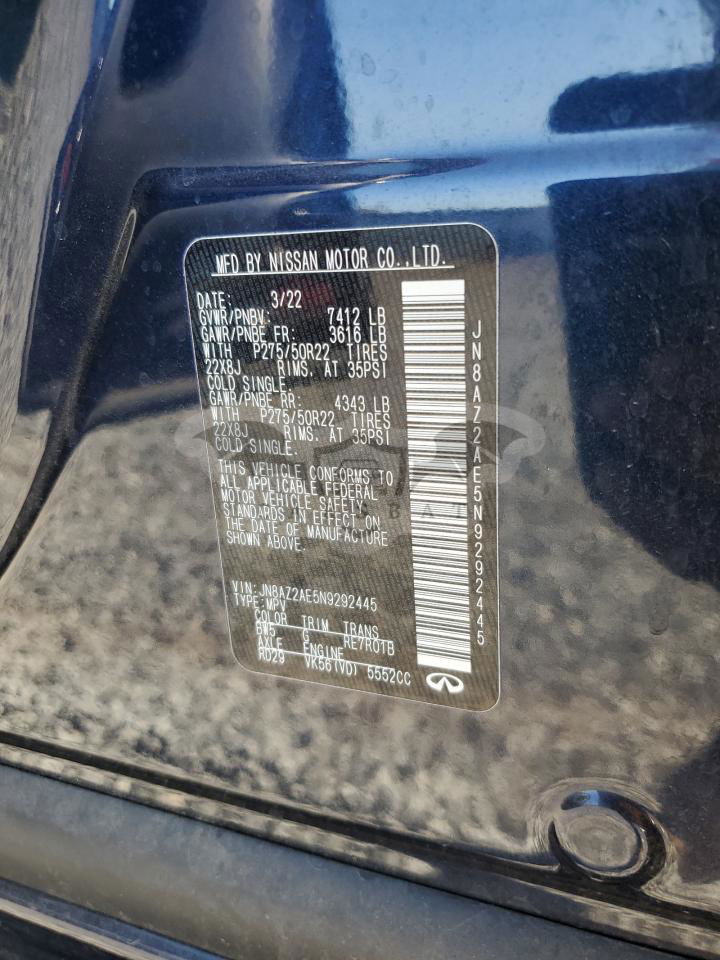 MFD BY NISSAN MOTOR CO.,LTD.
DATE: 3/22
GVWR/PNBV: 7412 LB
GAWR/PNBE FR: 3616 LB
WITH P275/50R22 TIRES
22X8J RIMS. AT 35PSI
COLD SINGLE.
GAWR/PNBE RR: 4343 LB
WITH P275/50R22 TIRES
22X8J RIMS. AT 35PSI
COLD SINGLE.
THIS VEHICLE CONFORMS TO
ALL APPLICABLE FEDERAL
MOTOR VEHICLE SAFETY
STANDARDS IN EFFECT ON
THE DATE OF MANUFACTURE
SHOWN ABOVE.
VIN:JN8AZ2AE5N9292445
TYPE:MPV
COLOR TRIM TRANS
BW5 G RE7R01B
AXLE ENGINE
RD29 VK56(VD) 5552CC
JN8AZ2AE5N9292445